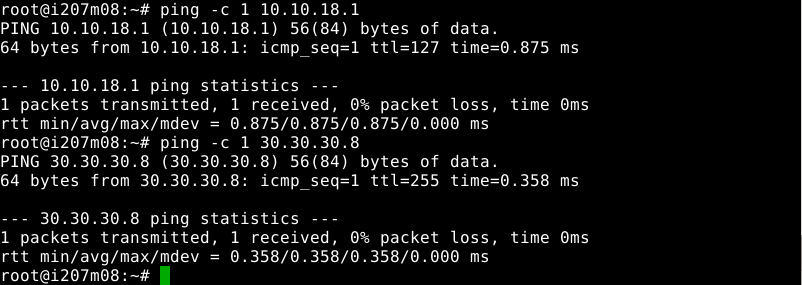 root@i207m08:~# ping -c 1 10.10.18.1
PING 10.10.18.1 (10.10.18.1) 56(84) bytes of data.
64 bytes from 10.10.18.1: icmp_seq=1 ttl=127 time=0.875 ms
--- 10.10.18.1 ping statistics ---
1 packets transmitted, 1 received, 0% packet loss, time 0ms
rtt min/avg/max/mdev = 0.875/0.875/0.875/0.000 ms
root@i207m08:~# ping -c 1 30.30.30.8
PING 30.30.30.8 (30.30.30.8) 56(84) bytes of data.
64 bytes from 30.30.30.8: icmp_seq=1 ttl=255 time=0.358 ms
--- 30.30.30.8 ping statistics ---
1 packets transmitted, 1 received, 0% packet loss, time 0ms
rtt min/avg/max/mdev = 0.358/0.358/0.358/0.000 ms
root@i207m08:~#